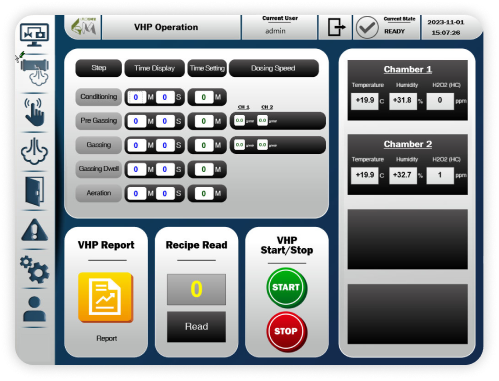 VHP Operation
Current User
admin
Current State
READY
2023-11-01
15:07:26
Step
Time Display
Time Setting
Dosing Speed
Conditioning
0 M 0 S
0 M
CH 1 CH 2
Pre Gassing
0 M 0 S
0 M
0.0 0.0
Gassing
0 M 0 S
0 M
0.0 0.0
Gassing Dwell
0 M 0 S
0 M
Aeration
0 M 0 S
0 M
VHP Report
Report
Recipe Read
0
Read
VHP
Start/Stop
START
STOP
Chamber 1
Temperature Humidity H2O2 (HC)
+19.9 C +31.8 % 0 ppm
Chamber 2
Temperature Humidity H2O2 (HC)
+19.9 C +32.7 % 1 ppm